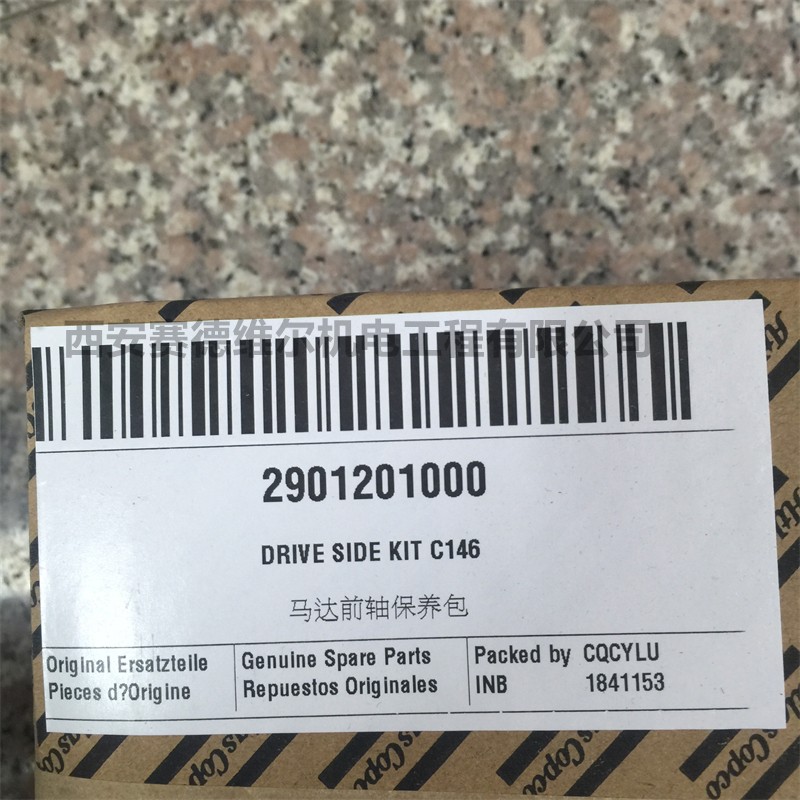 西安赛德维尔机电工程有限公司
2901201000
DRIVE SIDE KIT C146
马达前轴保养包
Original Ersatzteile
Pieces d?Origine
Genuine Spare Parts
Repuestos Originales
Packed by CQCYLU
INB 1841153